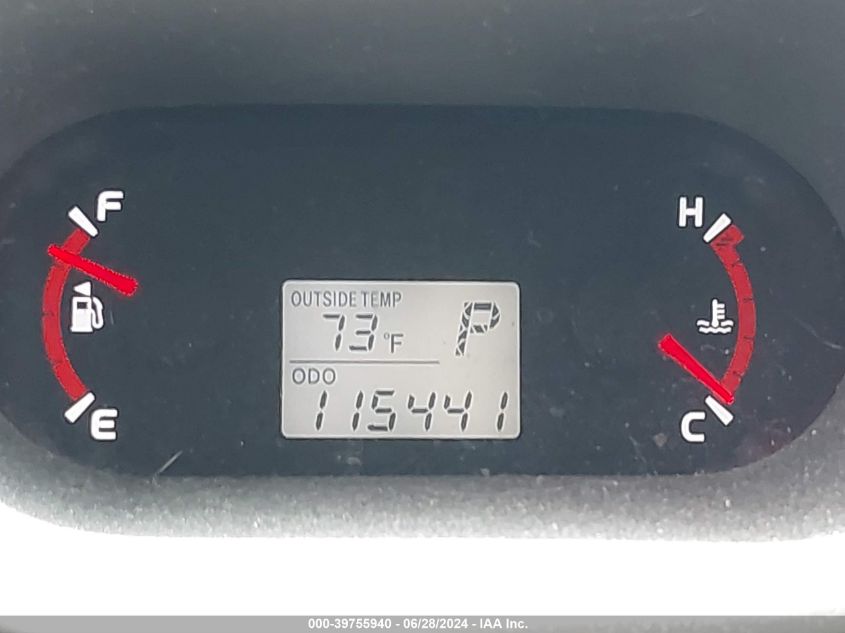 F
H
OUTSIDE TEMP
73 °F P
ODO
115441
E
C
000-39755940 - 06/28/2024 - IAA Inc.